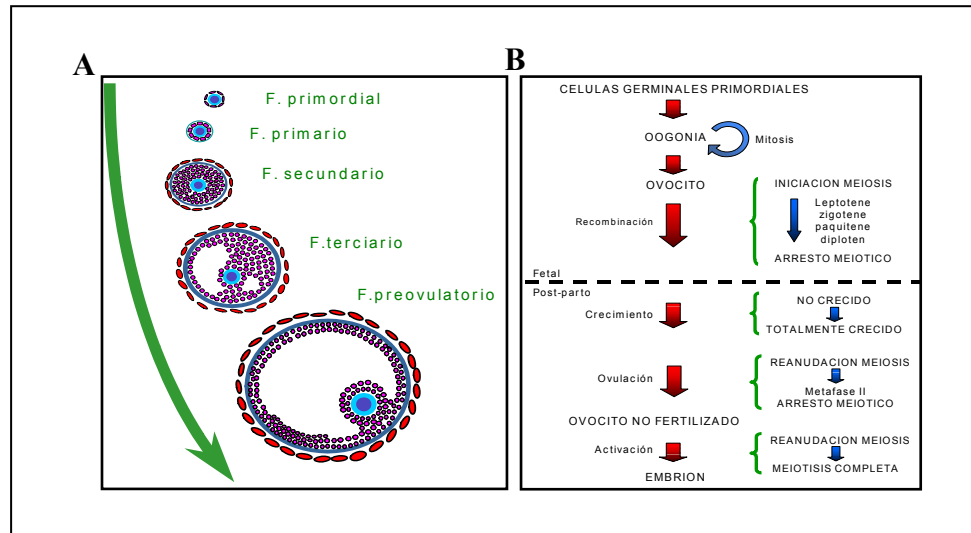 A
F. primordial
F. primario
F. secundario
F.terciario
F.preovulatorio
B
CELULAS GERMINALES PRIMORDIALES
OOGONIA
Mitosis
OVOCITO
Recombinación
INICIACION MEIOSIS
Leptotene
zigotene
paquitene
diploten
ARRESTO MEIOTICO
Fetal
Post-parto
Crecimiento
NO CRECIDO
TOTALMENTE CRECIDO
Ovulación
REANUDACION MEIOSIS
Metafase II
ARRESTO MEIOTICO
OVOCITO NO FERTILIZADO
Activación
REANUDACION MEIOSIS
MEIOTISIS COMPLETA
EMBRION